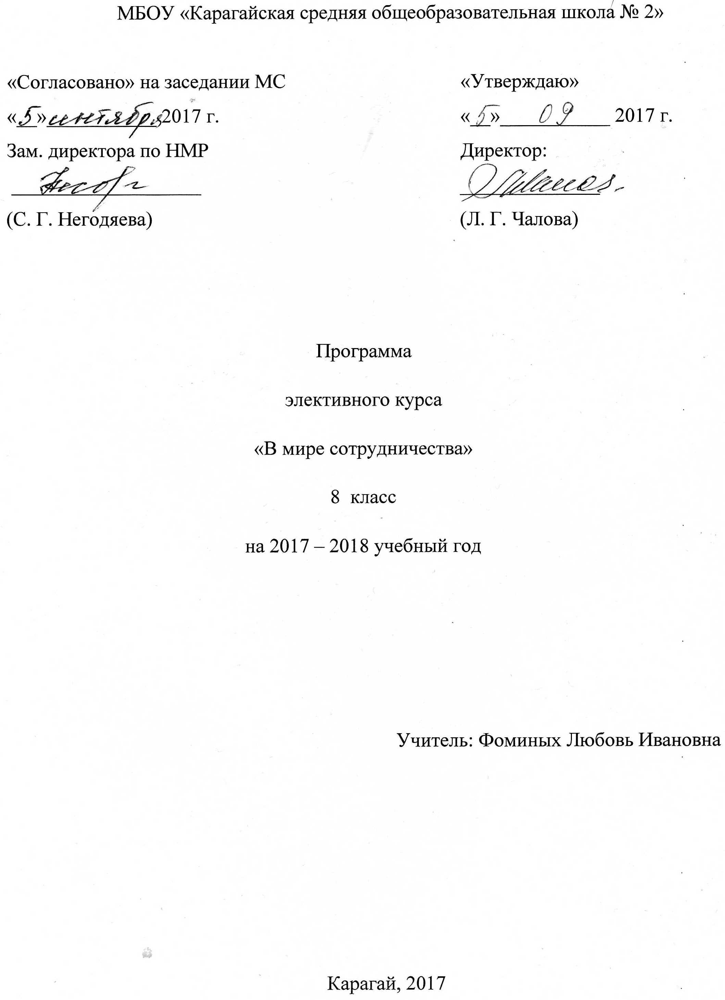 МБОУ «Карагайская средняя общеобразовательная школа № 2»
«Согласовано» на заседании МС
«5» сентября 2017 г.
Зам. директора по НМР
(С. Г. Негодяева)
«Утверждаю»
«5» 09 2017 г.
Директор:
(Л. Г. Чалова)
Программа
элективного курса
«В мире сотрудничества»
8 класс
на 2017 – 2018 учебный год
Учитель: Фоминых Любовь Ивановна
Карагай, 2017